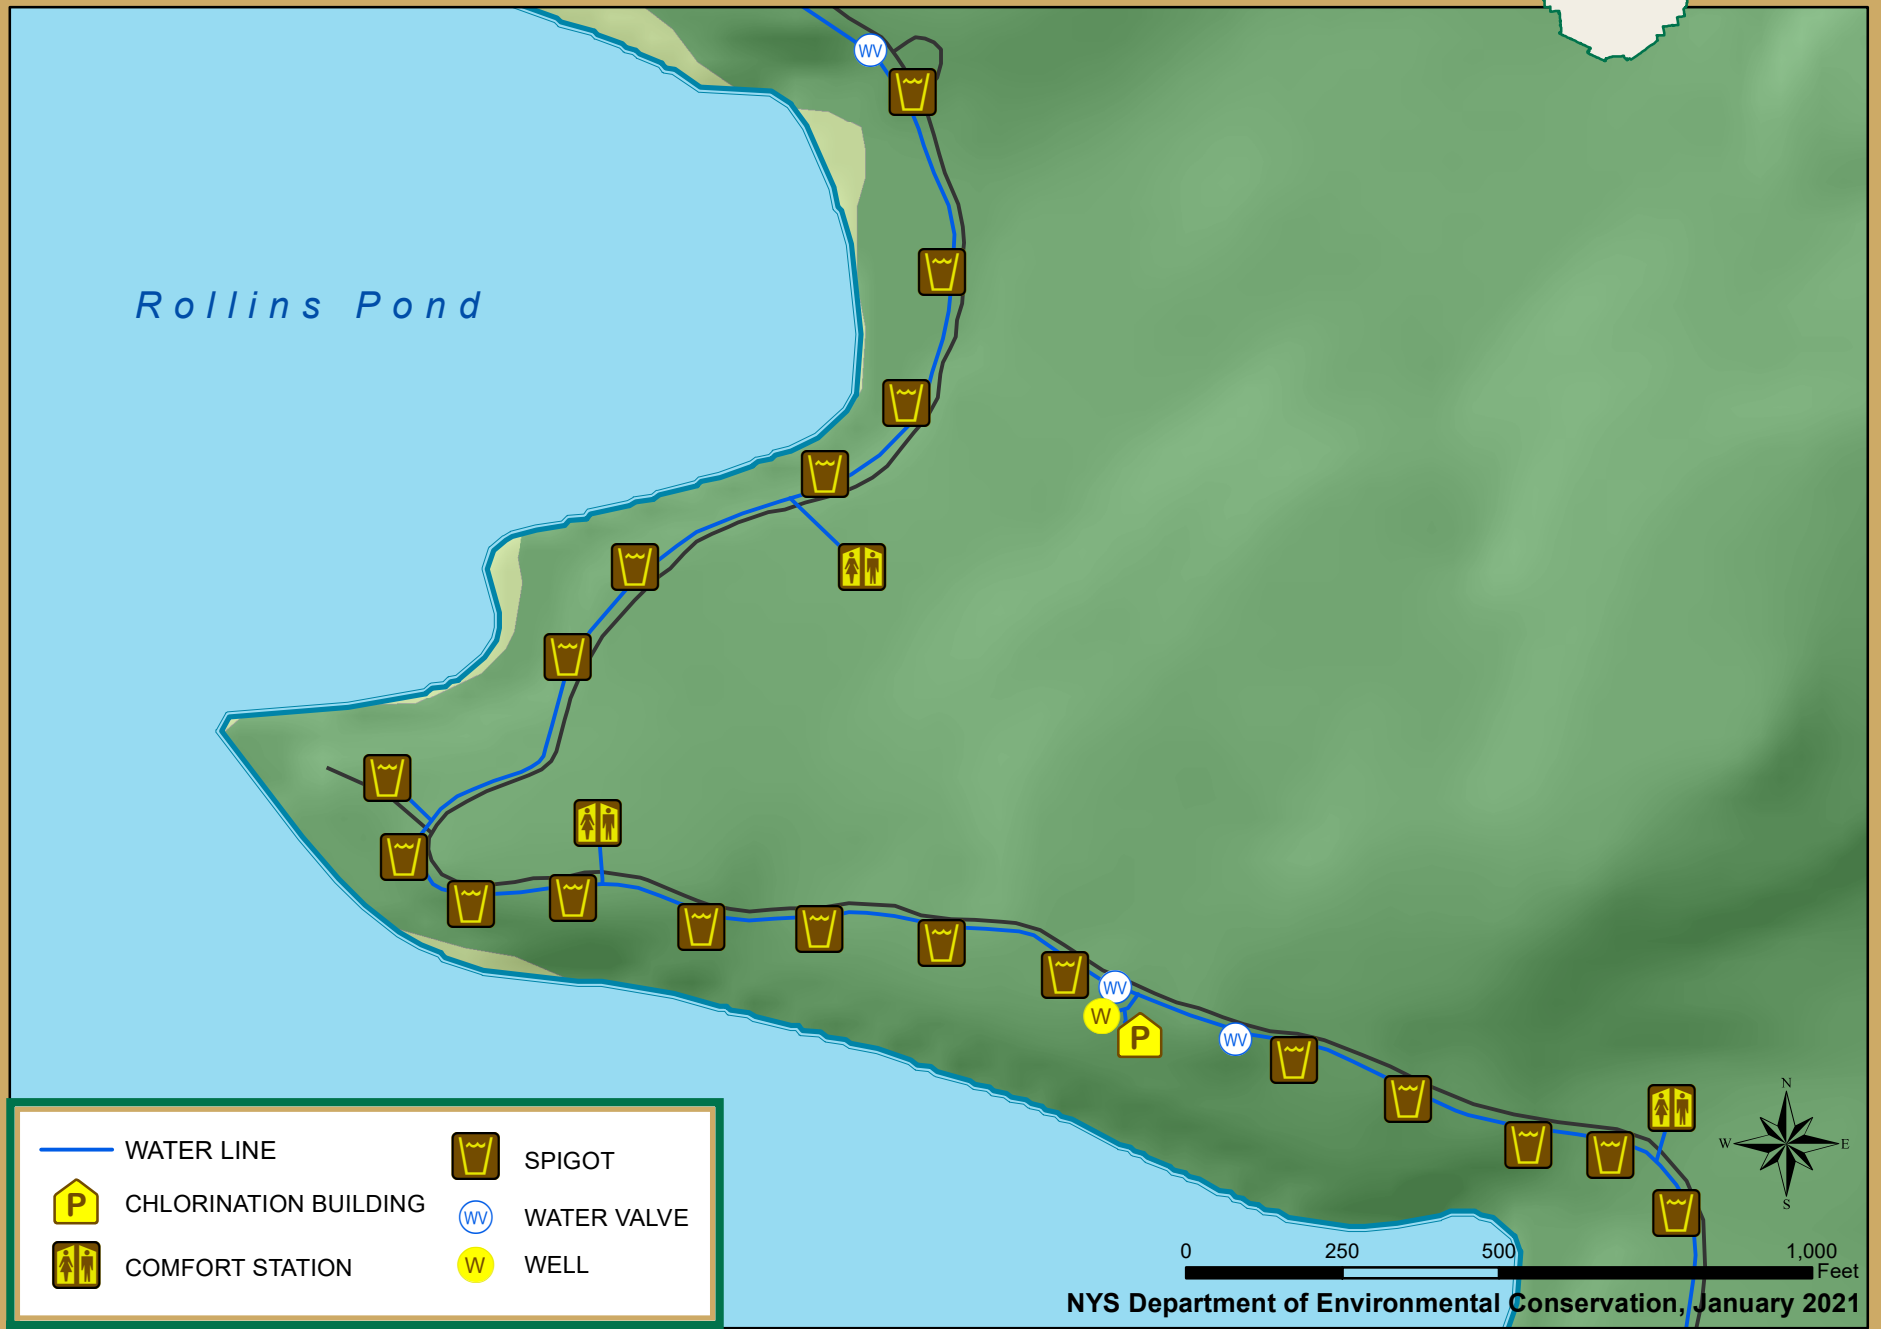 WV
Rollins Pond
WV
W
P
WV
N
W E
S
WATER LINE
SPIGOT
P CHLORINATION BUILDING
WV WATER VALVE
COMFORT STATION
W WELL
0 250 500 1,000
Feet
NYS Department of Environmental Conservation, January 2021